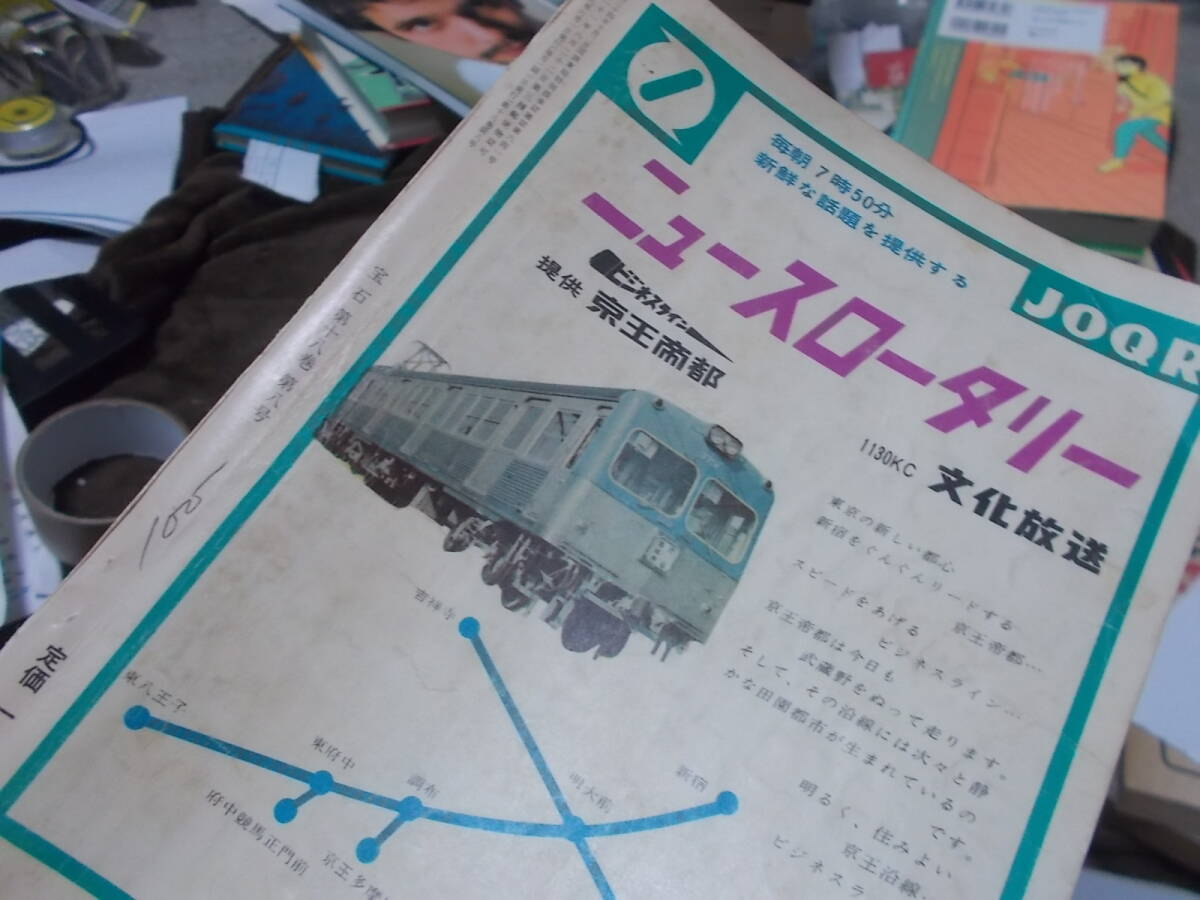 毎朝7時50分
新鮮な話題を提供する
JOQR
ニュースロータリー
ビジネスライン
提供 京王帝都
1130KC 文化放送
東京の新しい都心
新宿をぐんぐんリードする
スピードをあげる 京王帝都…
ビジネスライン…
京王帝都は今日も
武蔵野をぬって走ります。
そして、その沿線には次々と静
かな田園都市が生まれているの
です。
明るく、住みよい
京王沿線…
ビジネスラ
吉祥寺
東八王子
東府中
調布
明大前
新宿
府中競馬正門前
京王多摩
宝石 第十八巻 第八号
100
定価 一